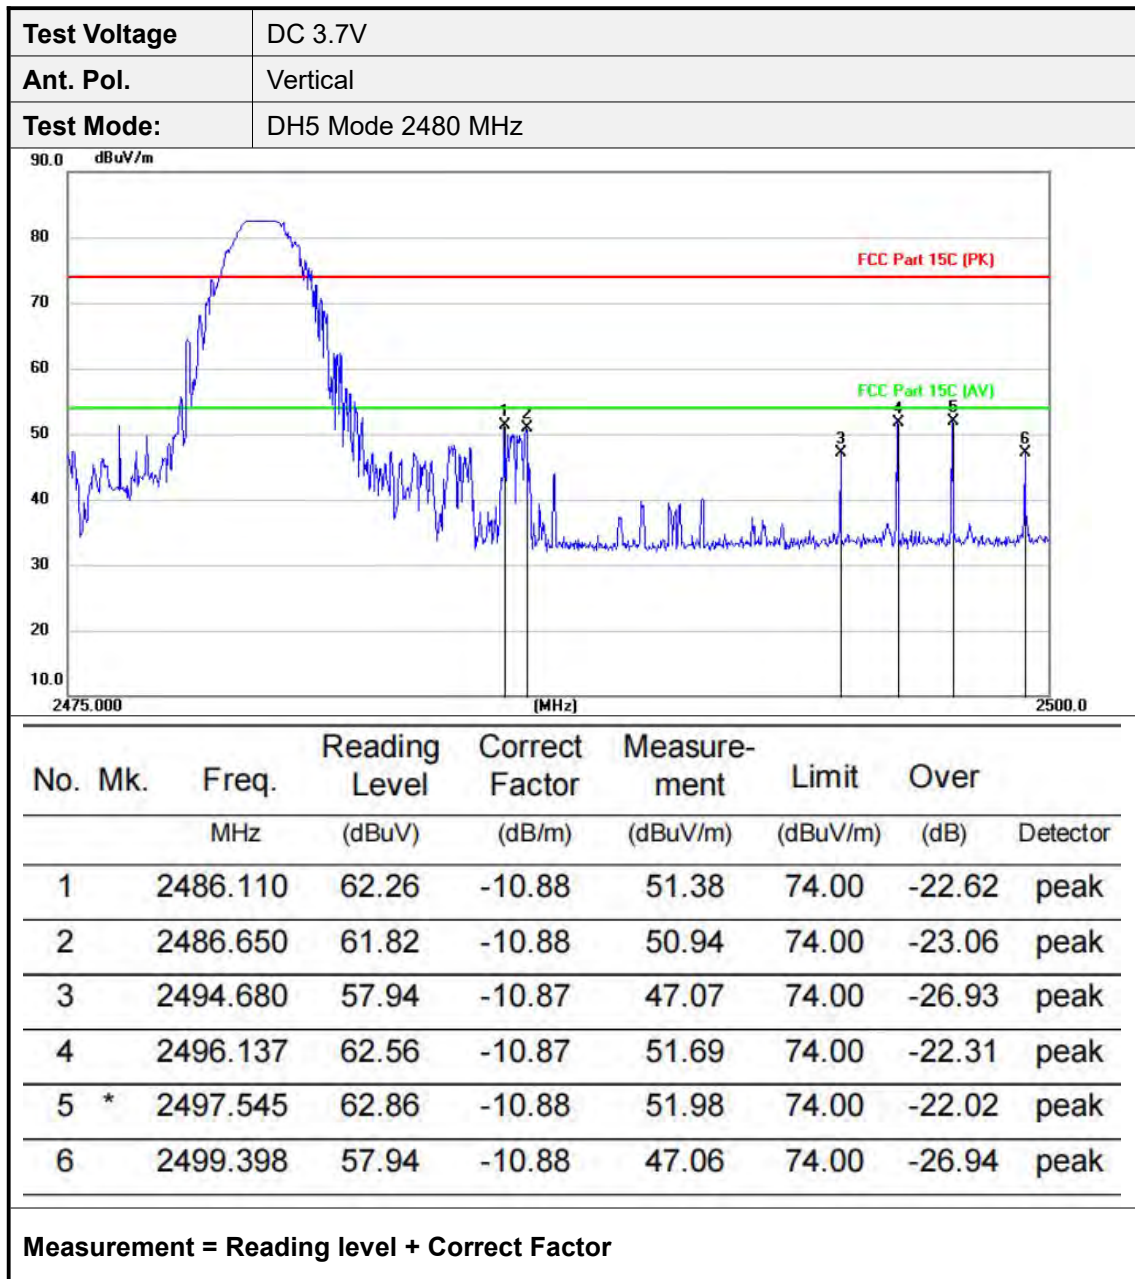 Test Voltage DC 3.7V
Ant. Pol. Vertical
Test Mode: DH5 Mode 2480 MHz
90.0 dBuV/m
80
FCC Part 15C (PK)
70
60
FCC Part 15C (AV)
50
1 2 3 4 5 6
40
30
20
10.0
2475.000 (MHz) 2500.0
No. Mk. Freq. Reading Level Correct Factor Measure-ment Limit Over
MHz (dBuV) (dB/m) (dBuV/m) (dBuV/m) (dB) Detector
1 2486.110 62.26 -10.88 51.38 74.00 -22.62 peak
2 2486.650 61.82 -10.88 50.94 74.00 -23.06 peak
3 2494.680 57.94 -10.87 47.07 74.00 -26.93 peak
4 2496.137 62.56 -10.87 51.69 74.00 -22.31 peak
5 * 2497.545 62.86 -10.88 51.98 74.00 -22.02 peak
6 2499.398 57.94 -10.88 47.06 74.00 -26.94 peak
Measurement = Reading level + Correct Factor